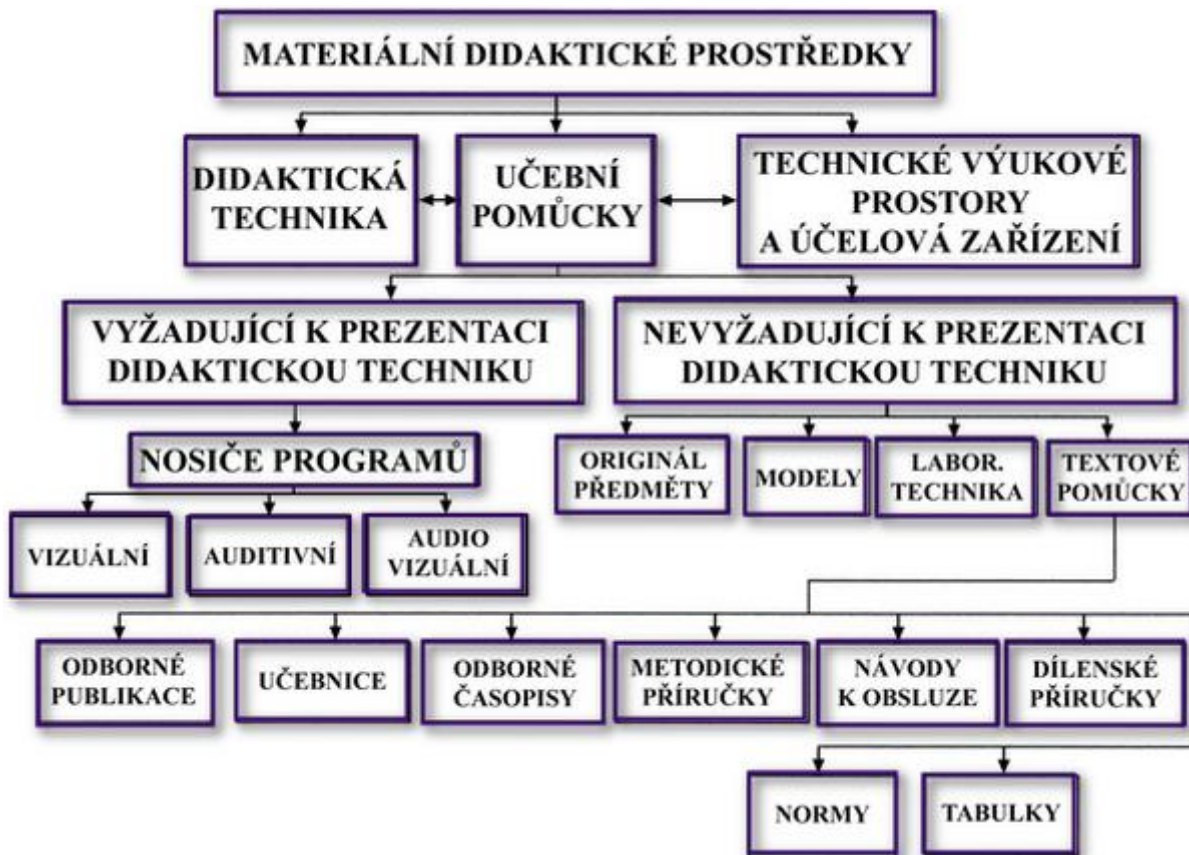 MATERIÁLNÍ DIDAKTICKÉ PROSTŘEDKY
DIDAKTICKÁ
TECHNIKA
UČEBNÍ
POMŮCKY
TECHNICKÉ VÝUKOVÉ
PROSTORY
A ÚČELOVÁ ZAŘÍZENÍ
VYŽADUJÍCÍ K PREZENTACI
DIDAKTICKOU TECHNIKU
NEVYŽADUJÍCÍ K PREZENTACI
DIDAKTICKOU TECHNIKU
NOSIČE PROGRAMŮ
ORIGINÁL
PŘEDMĚTY
MODELY
LABOR.
TECHNIKA
TEXTOVÉ
POMŮCKY
VIZUÁLNÍ
AUDITIVNÍ
AUDIO
VIZUÁLNÍ
ODBORNÉ
PUBLIKACE
UČEBNICE
ODBORNÉ
ČASOPISY
METODICKÉ
PŘÍRUČKY
NÁVODY
K OBSLUZE
DÍLENSKÉ
PŘÍRUČKY
NORMY
TABULKY